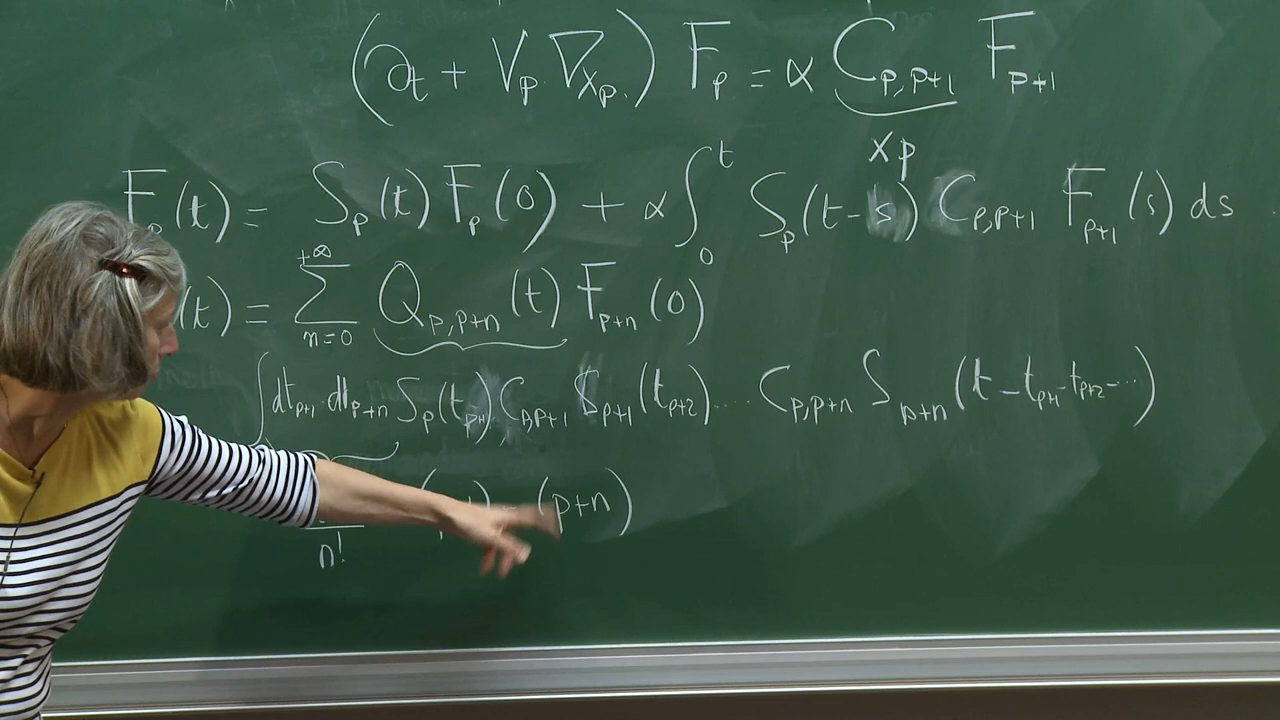 (∂t + Vp·∇xp) Fp = α Cp,p+1 Fp+1
xp
Fp(t) = Sp(t) Fp(0) + α ∫0^t Sp(t-s) Cp,p+1 Fp+1(s) ds
(t) = Σ n=0 +∞ Qp,p+n (t) Fp+n (0)
∫ dtp+1 · dtp+n Sp(tp+1) Cp,p+1 Sp+1 (tp+2) .... Cp,p+n Sp+n (t - tp+1 - tp+2 - ...)
n! (p+n)